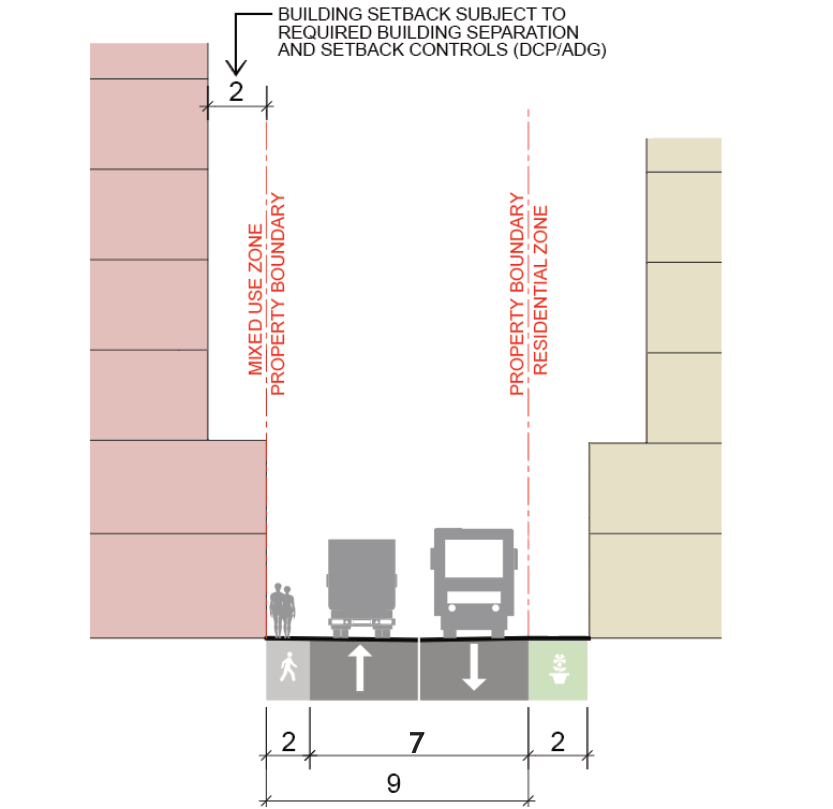 BUILDING SETBACK SUBJECT TO
REQUIRED BUILDING SEPARATION
AND SETBACK CONTROLS (DCP/ADG)
2
MIXED USE ZONE
PROPERTY BOUNDARY
PROPERTY BOUNDARY
RESIDENTIAL ZONE
2
7
2
9